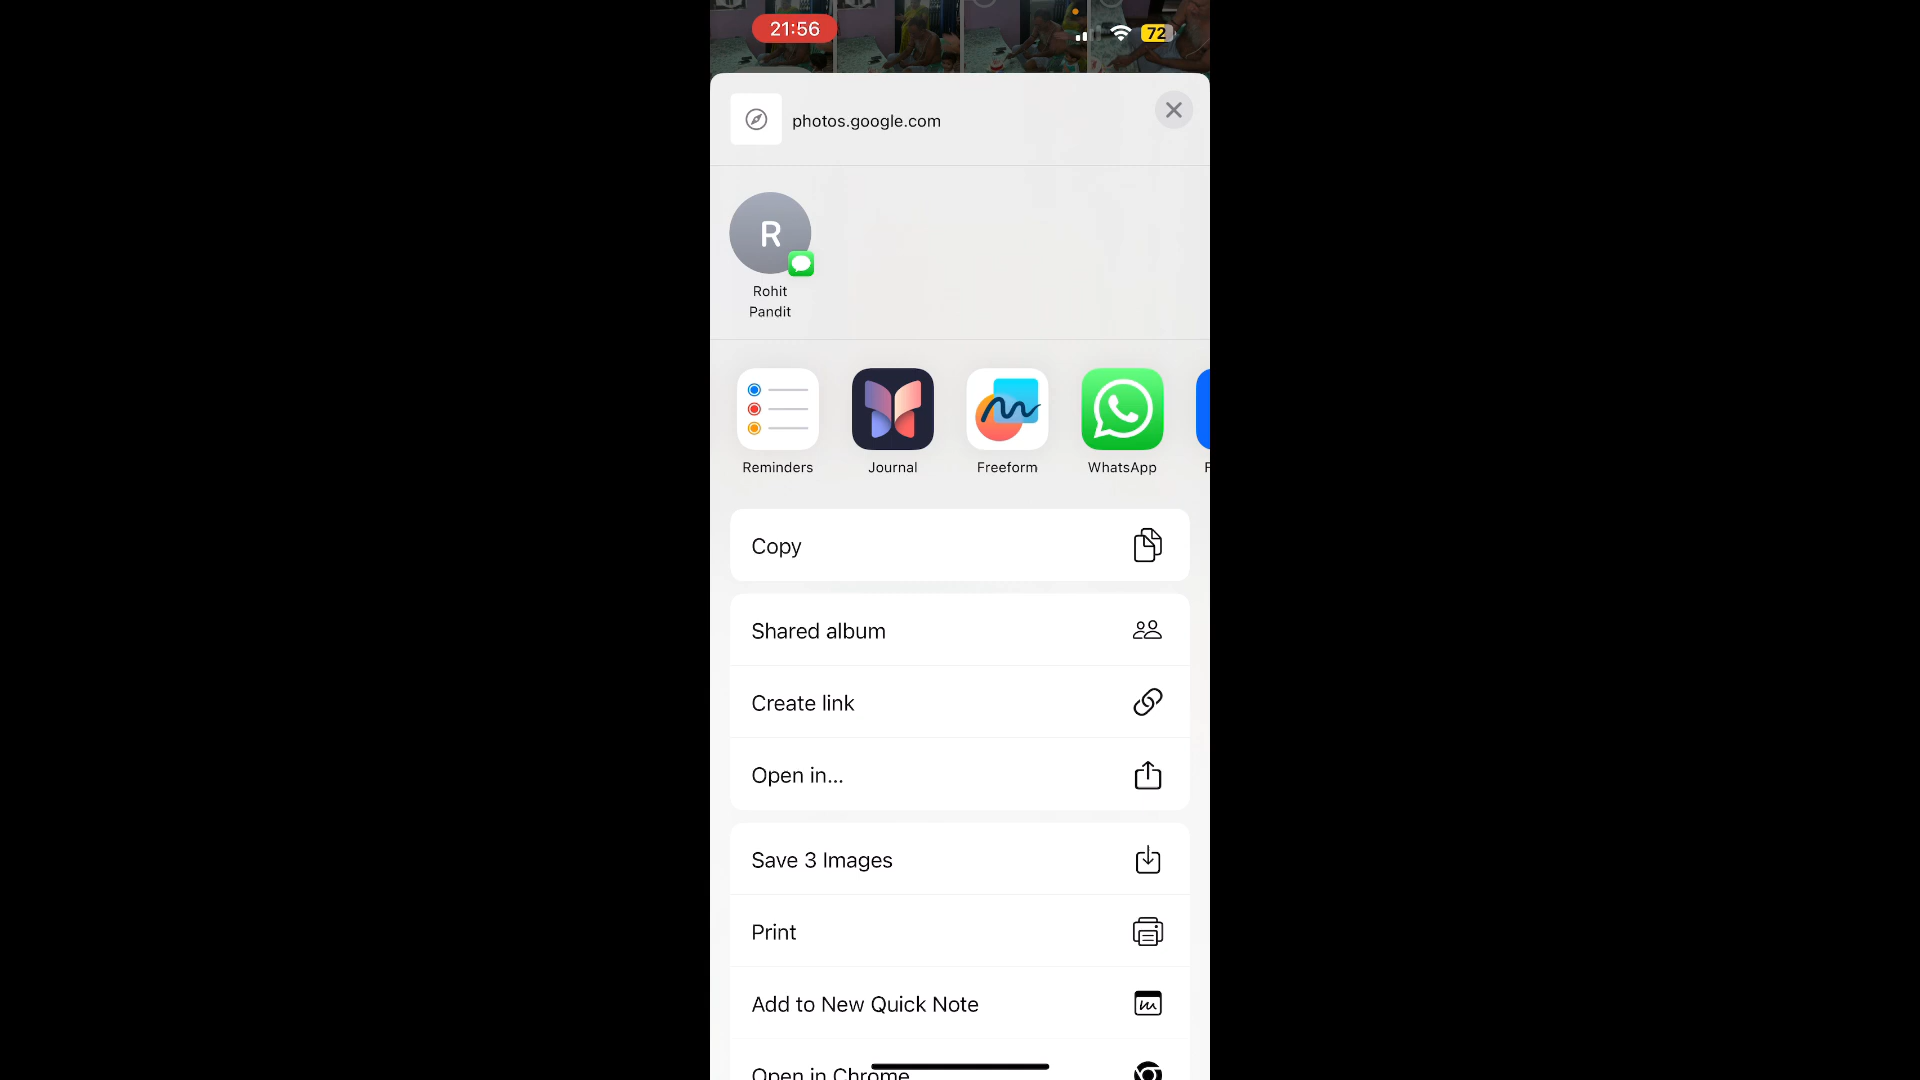 21:56
72
photos.google.com
R
Rohit
Pandit
Reminders
Journal
Freeform
WhatsApp
Copy
Shared album
Create link
Open in...
Save 3 Images
Print
Add to New Quick Note
Open in Chrome